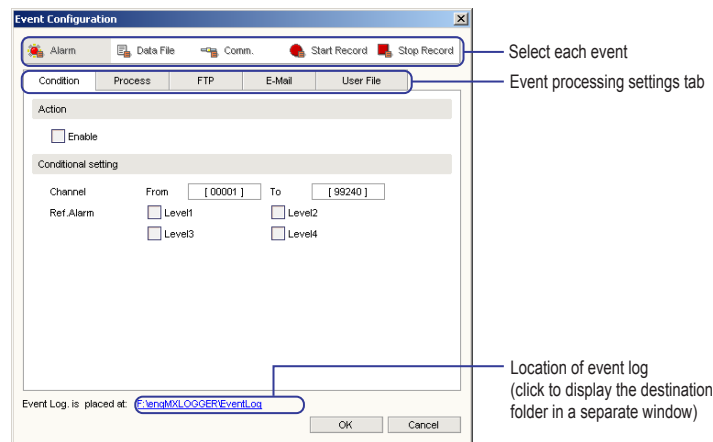 Event Configuration
Alarm Data File Comm. Start Record Stop Record
Select each event
Condition Process FTP E-Mail User File
Event processing settings tab
Action
Enable
Conditional setting
Channel From [ 00001 ] To [ 99240 ]
Ref.Alarm Level1 Level2
Level3 Level4
Location of event log
(click to display the destination
folder in a separate window)
Event Log. is placed at: F:\engMXLOGGER\EventLog
OK Cancel